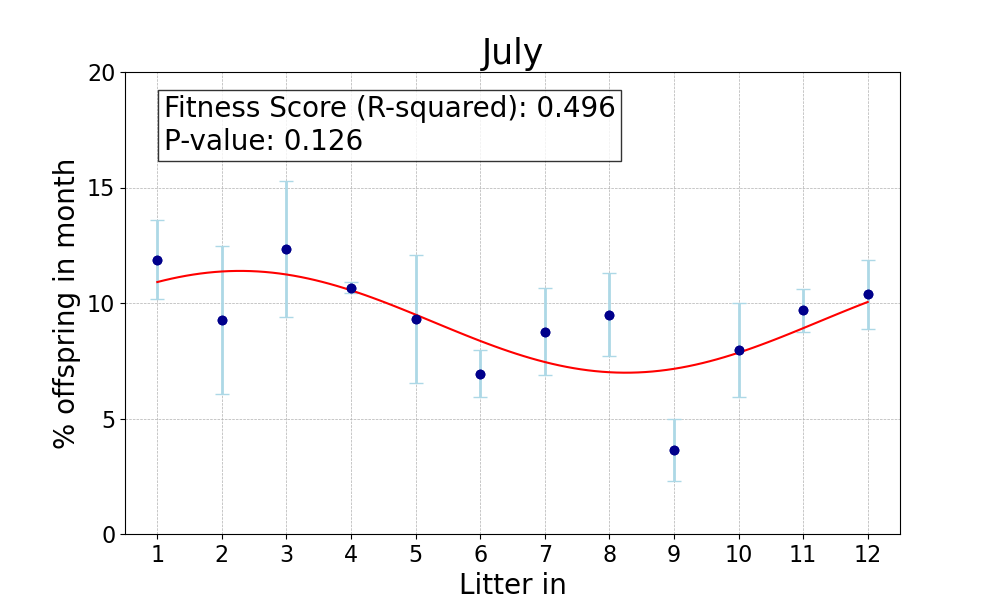 July
Fitness Score (R-squared): 0.496
P-value: 0.126
% offspring in month
20
15
10
5
0
1 2 3 4 5 6 7 8 9 10 11 12
Litter in